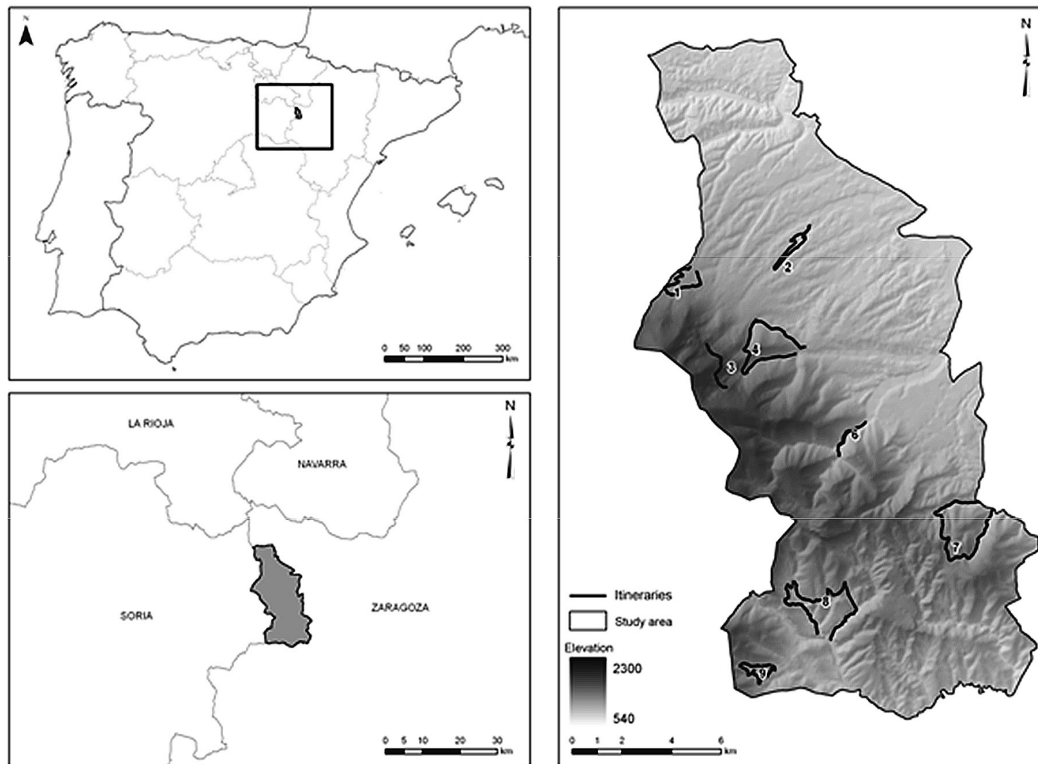 N
0 50 100 200 300
km
N
LA RIOJA
NAVARRA
SORIA
ZARAGOZA
0 5 10 20 30
km
N
2
1
4
3
6
7
8
9
Itineraries
Study area
Elevation
2300
540
0 1 2 4 6
km